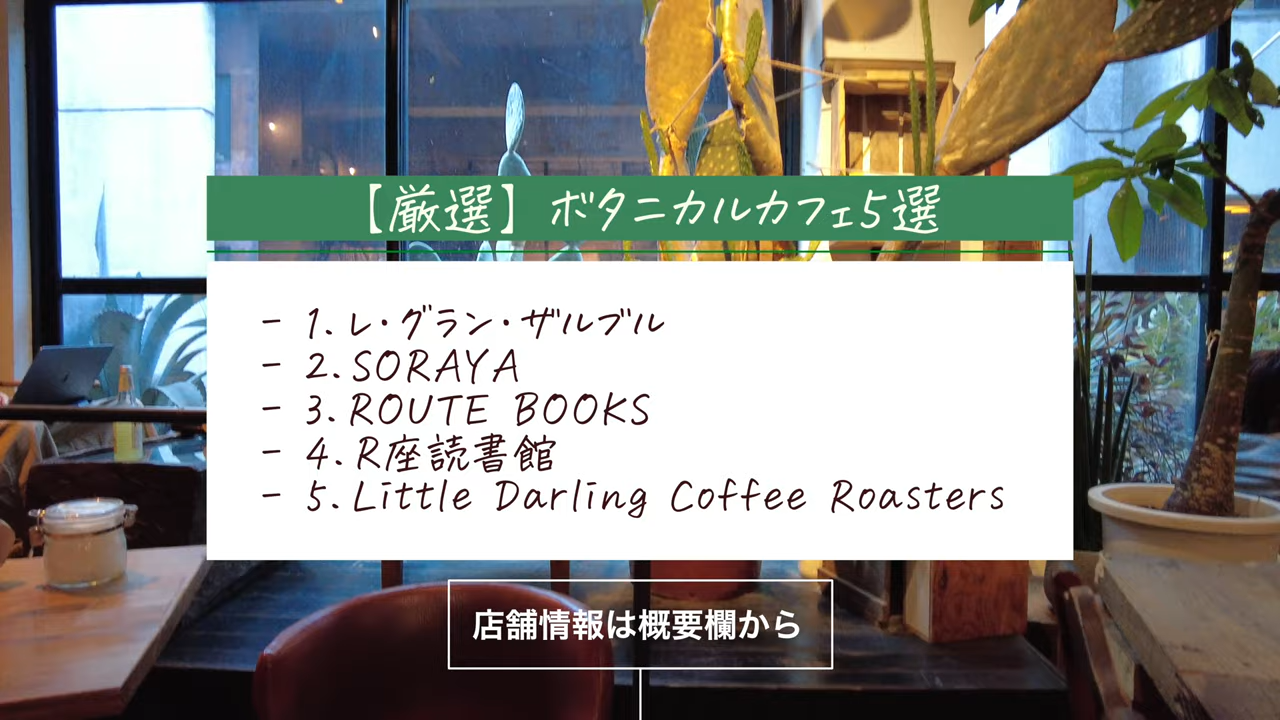 【厳選】ボタニカルカフェ5選
- 1.レ・グラン・ザルブル
- 2.SORAYA
- 3.ROUTE BOOKS
- 4.R座読書館
- 5.Little Darling Coffee Roasters
店舗情報は概要欄から